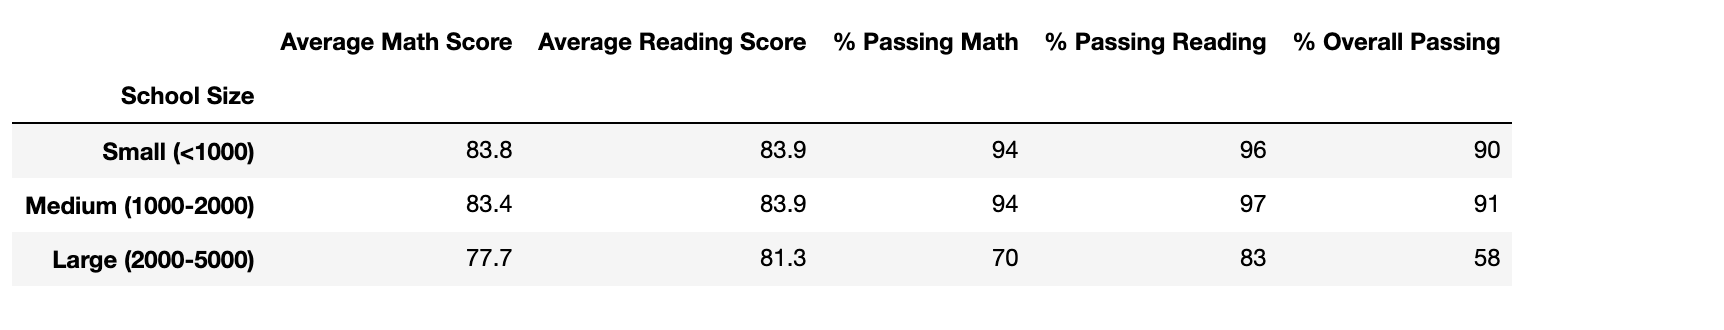 Average Math Score Average Reading Score % Passing Math % Passing Reading % Overall Passing
School Size
Small (<1000) 83.8 83.9 94 96 90
Medium (1000-2000) 83.4 83.9 94 97 91
Large (2000-5000) 77.7 81.3 70 83 58